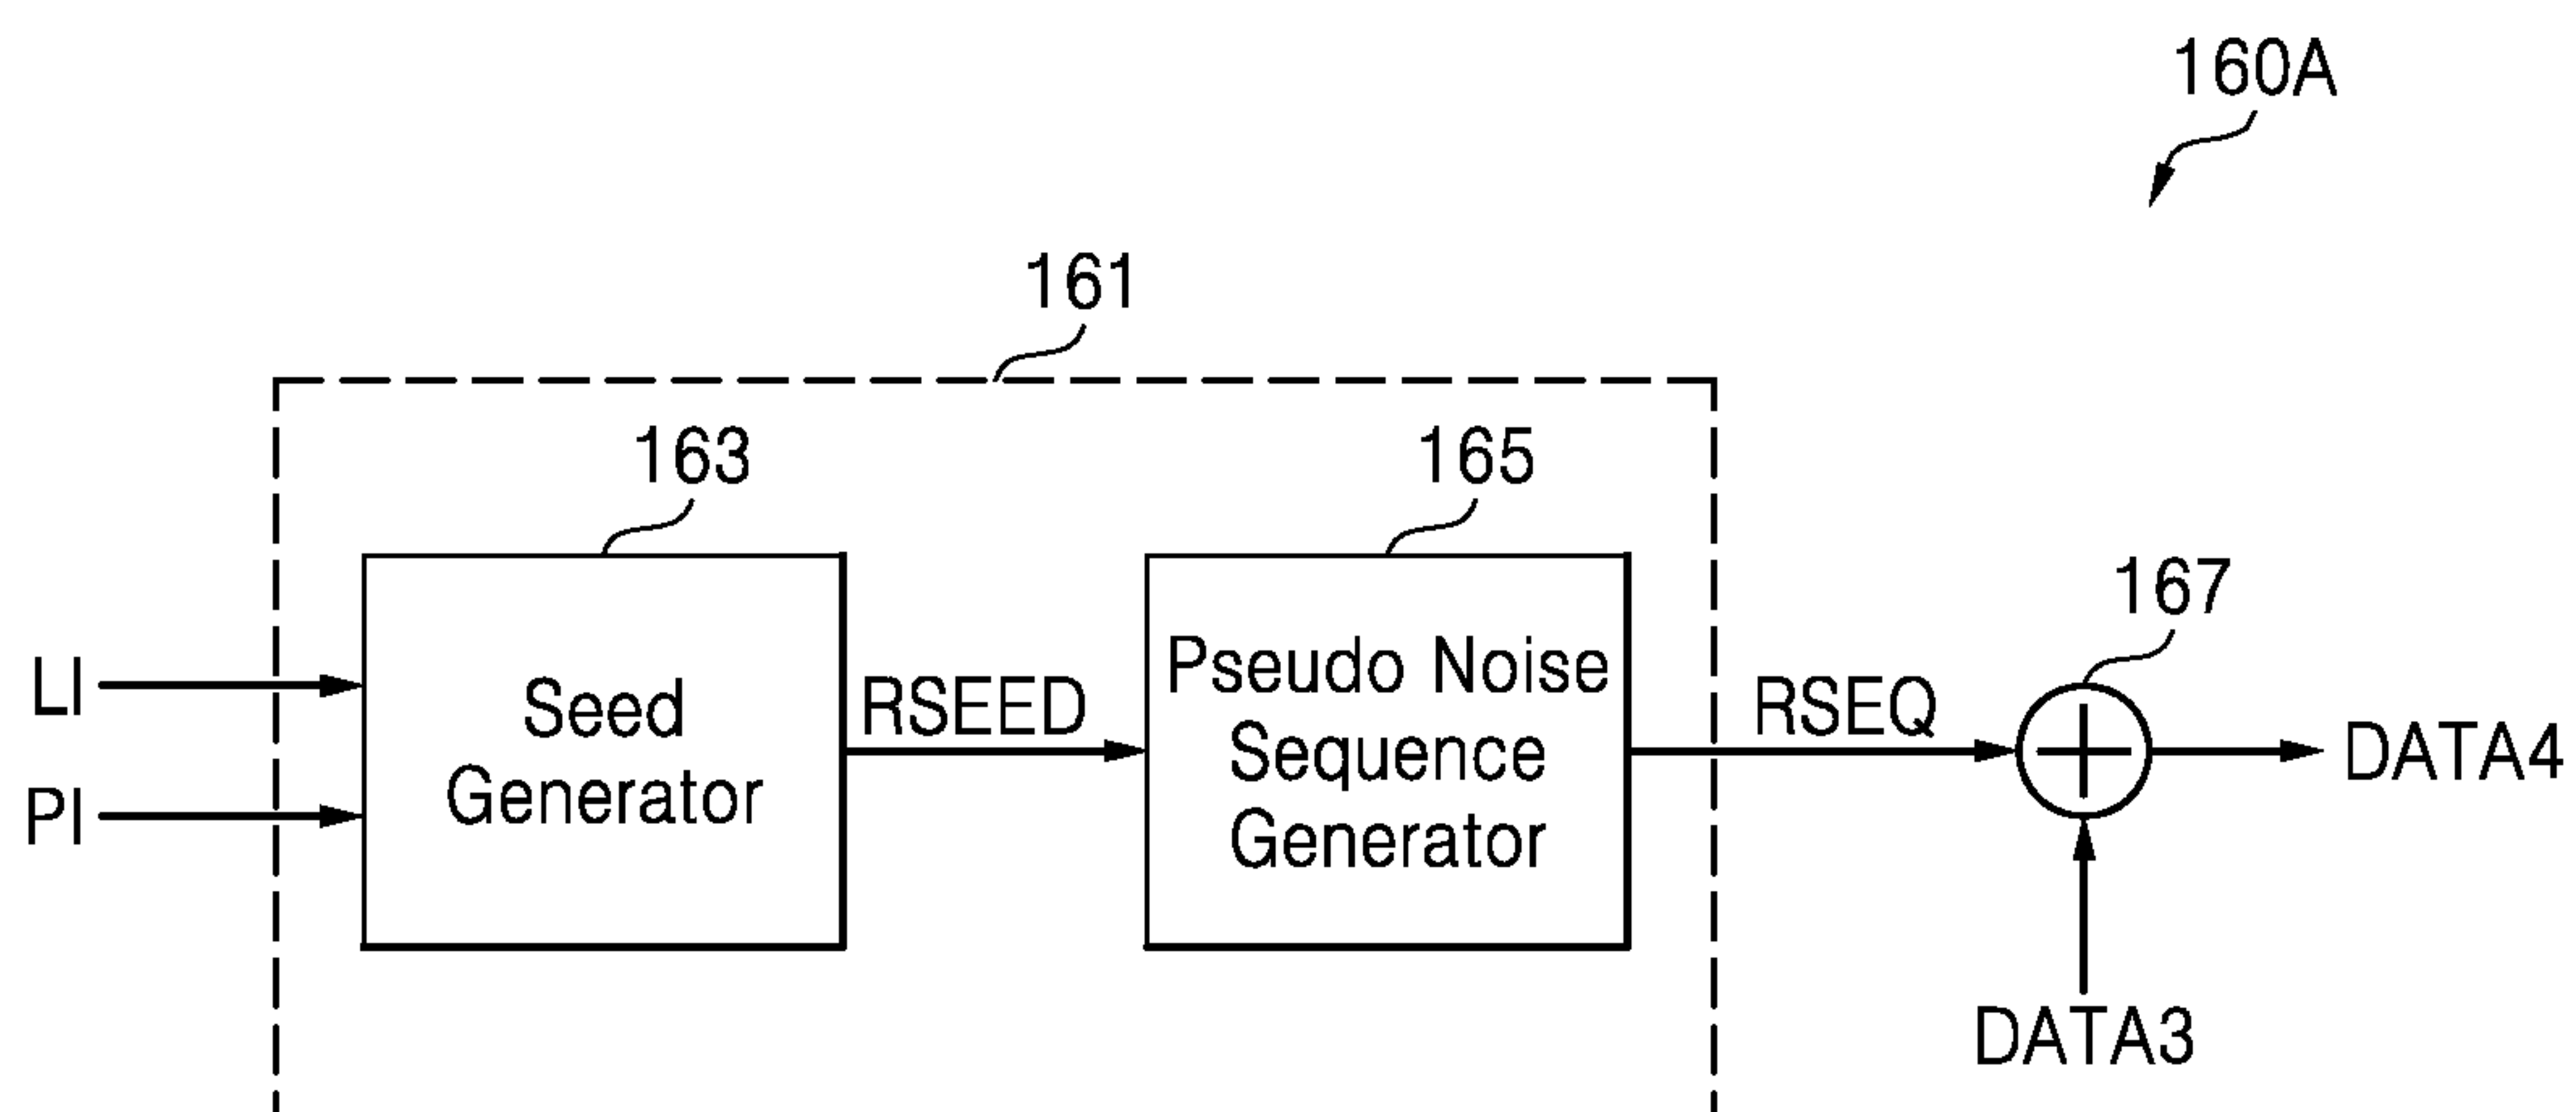 160A
161
163
165
167
LI
PI
Seed
Generator
RSEED
Pseudo Noise
Sequence
Generator
RSEQ
DATA4
DATA3